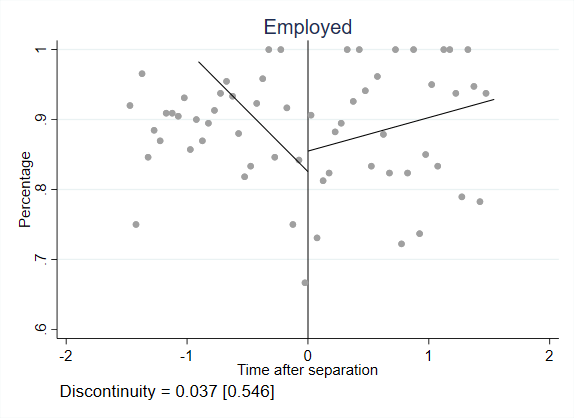 Employed
Percentage
1
.9
.8
.7
.6
-2 -1 0 1 2
Time after separation
Discontinuity = 0.037 [0.546]